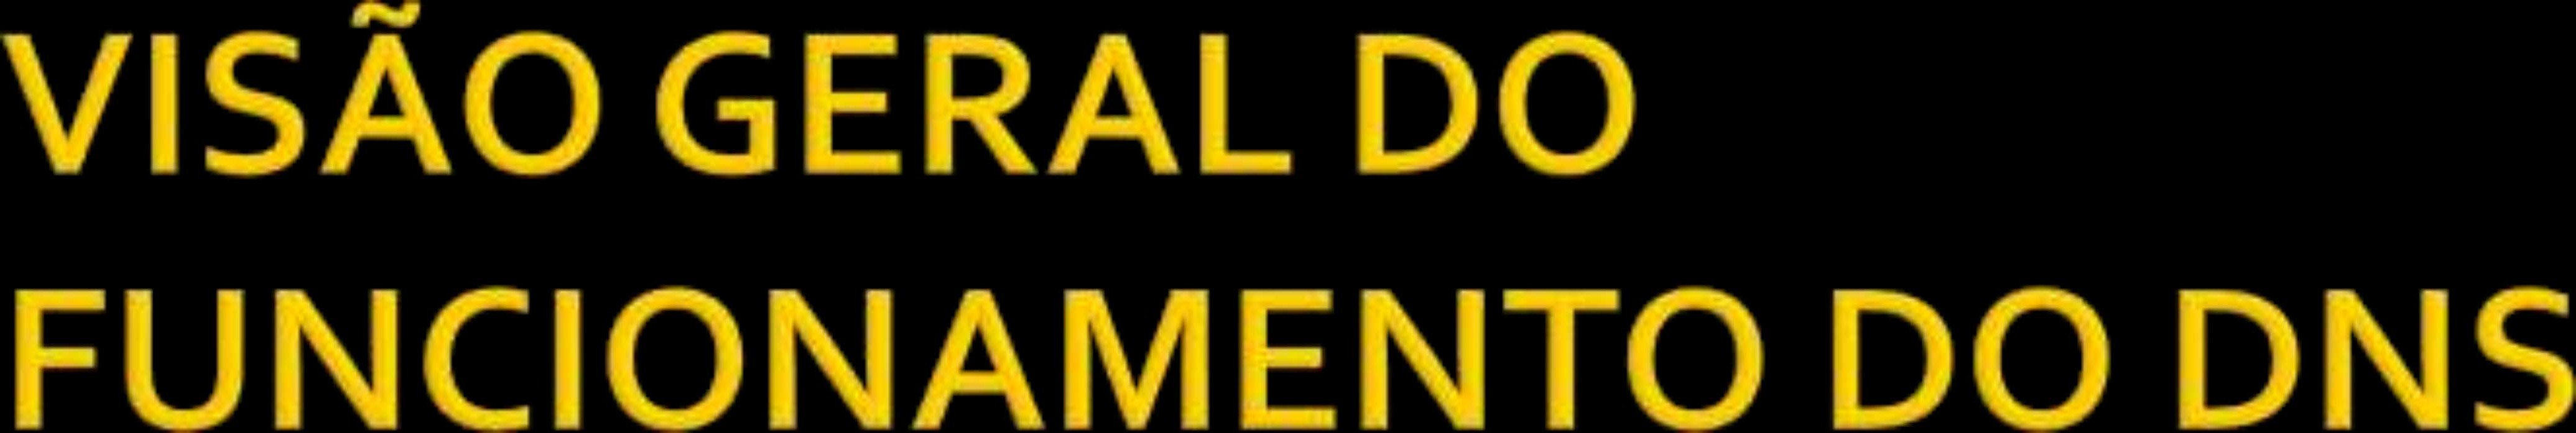 VISÃO GERAL DO
FUNCIONAMENTO DO DNS